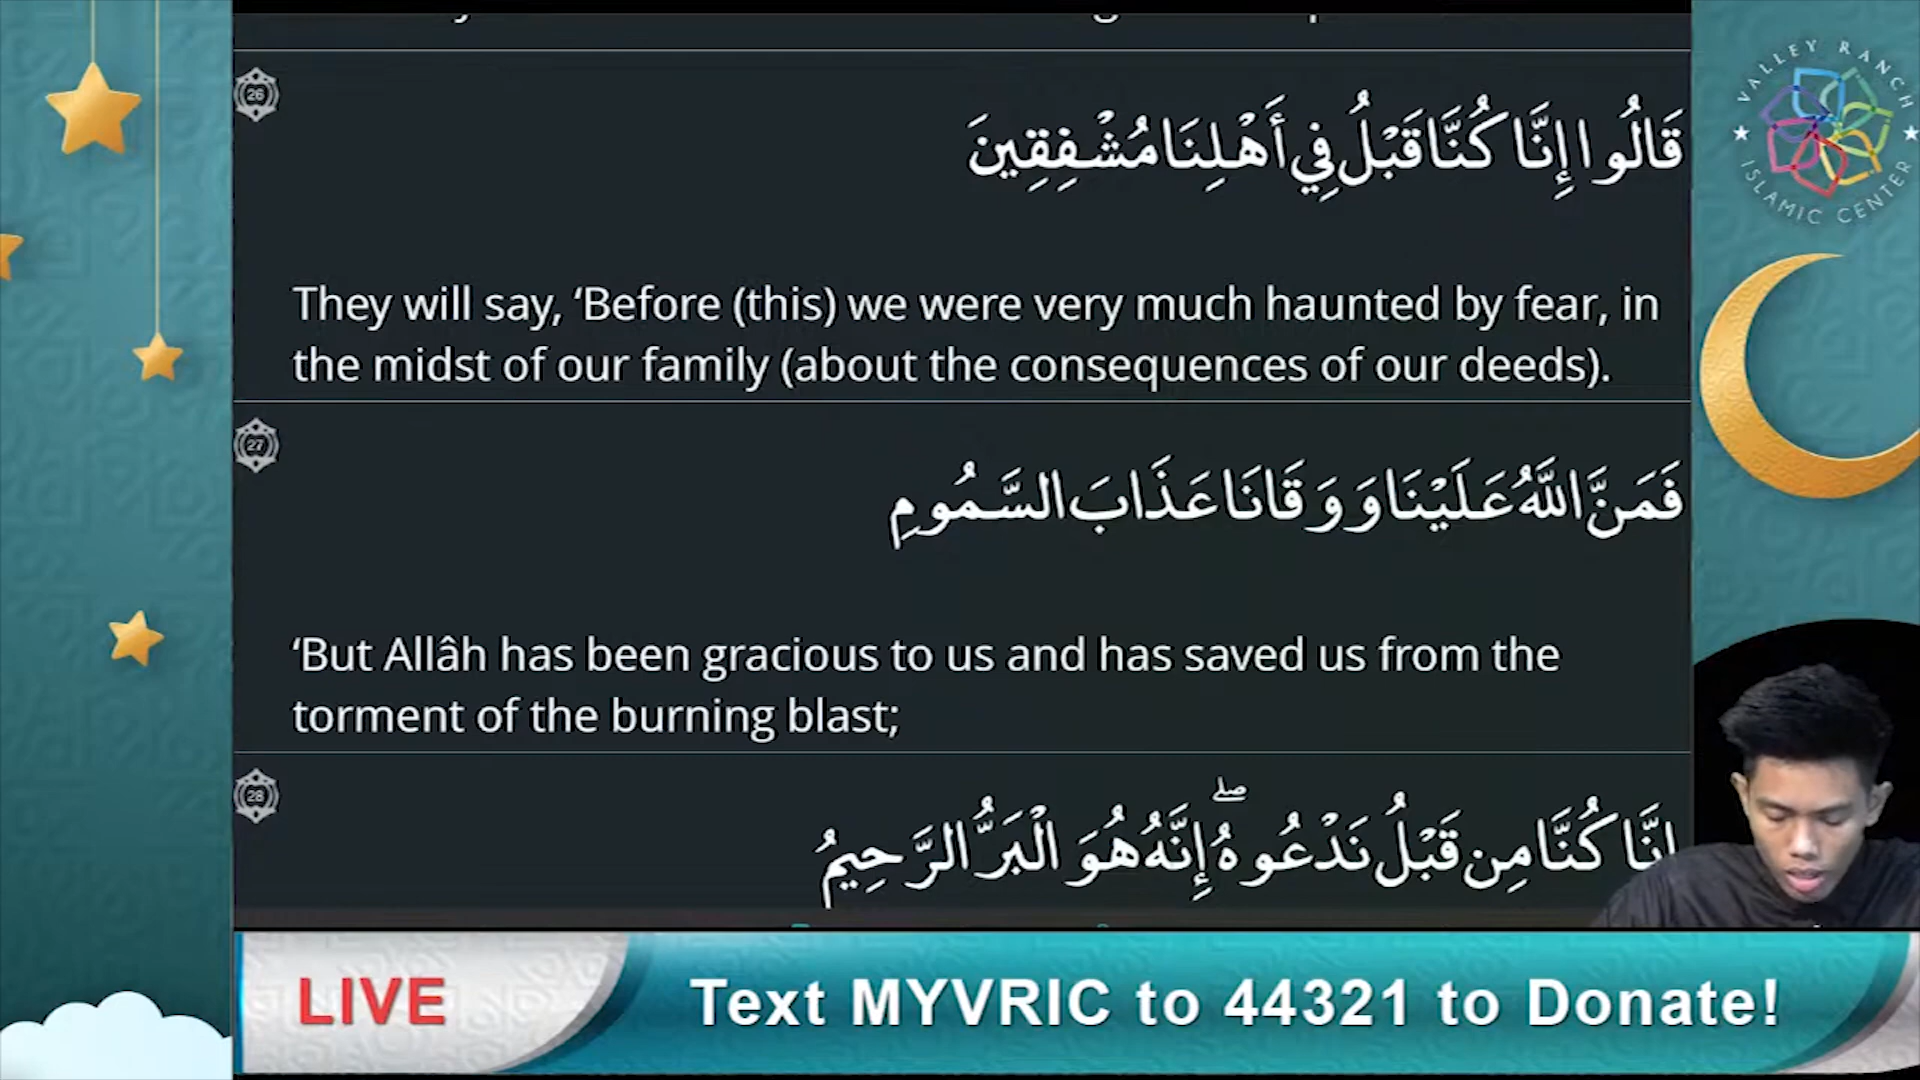 26
قَالُوا إِنَّا كُنَّا قَبْلُ فِي أَهْلِنَا مُشْفِقِينَ
They will say, ‘Before (this) we were very much haunted by fear, in
the midst of our family (about the consequences of our deeds).
27
فَمَنَّ اللَّهُ عَلَيْنَا وَوَقَانَا عَذَابَ السَّمُومِ
‘But Allâh has been gracious to us and has saved us from the
torment of the burning blast;
28
إِنَّا كُنَّا مِن قَبْلُ نَدْعُوهُ ۖ إِنَّهُ هُوَ الْبَرُّ الرَّحِيمُ
VALLEY RANCH
ISLAMIC CENTER
LIVE
Text MYVRIC to 44321 to Donate!